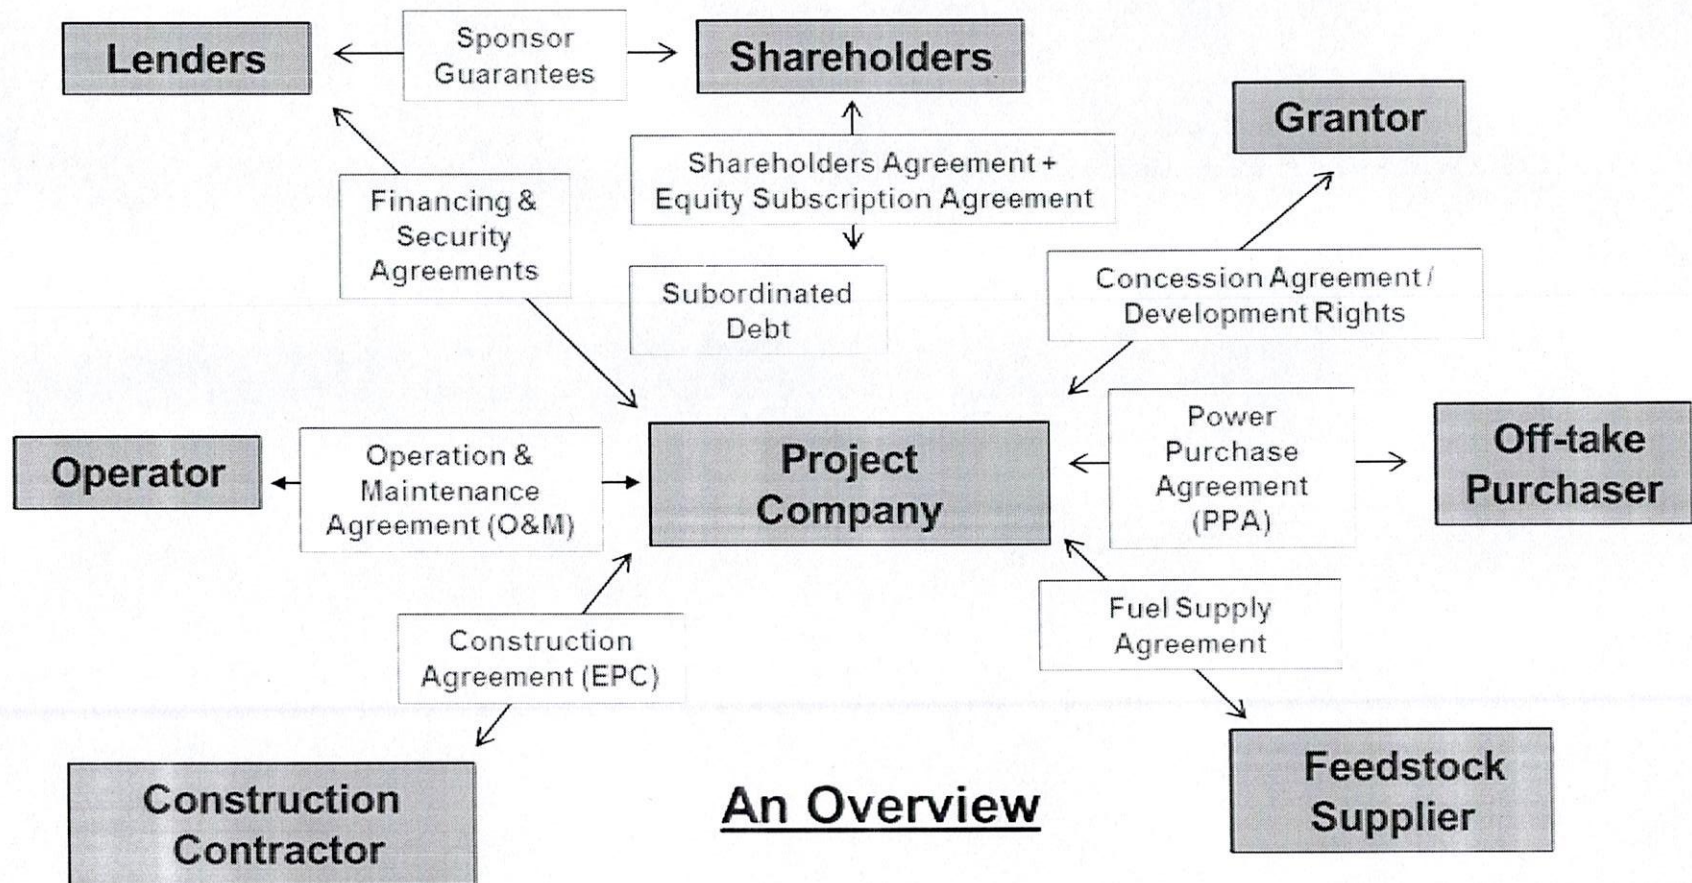 Lenders
Sponsor
Guarantees
Shareholders
Grantor
Shareholders Agreement +
Equity Subscription Agreement
Financing &
Security
Agreements
Subordinated
Debt
Concession Agreement /
Development Rights
Operator
Operation &
Maintenance
Agreement (O&M)
Project
Company
Power
Purchase
Agreement
(PPA)
Off-take
Purchaser
Construction
Agreement (EPC)
Fuel Supply
Agreement
Construction
Contractor
An Overview
Feedstock
Supplier